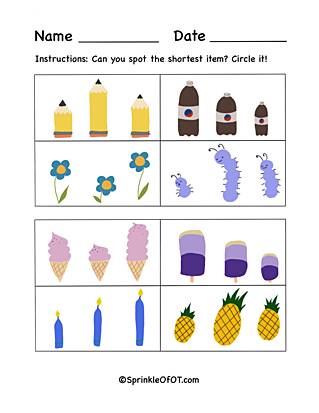 Name __________ Date __________
Instructions: Can you spot the shortest item? Circle it!
©SprinkleOfOT.com